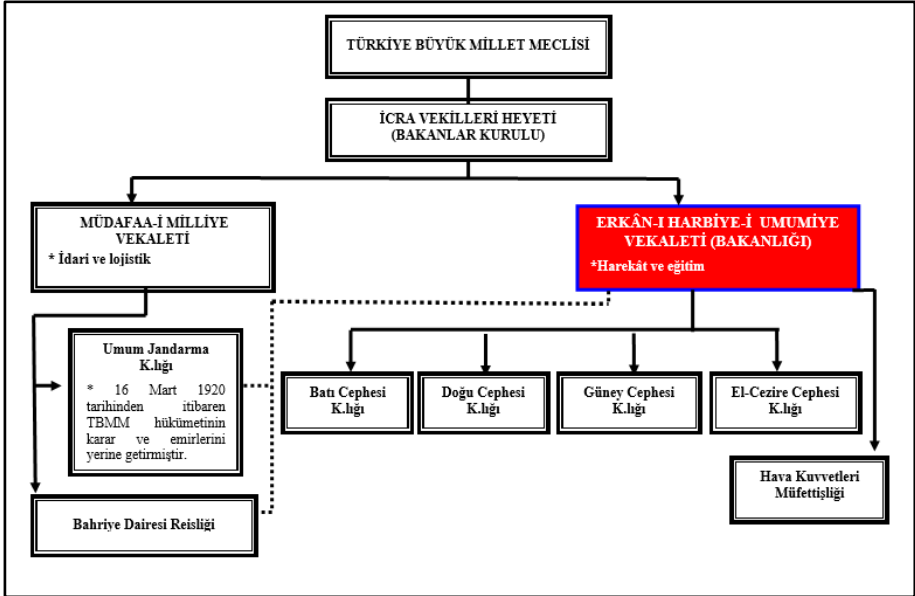 TÜRKİYE BÜYÜK MİLLET MECLİSİ
İCRA VEKİLLERİ HEYETİ
(BAKANLAR KURULU)
MÜDAFAA-İ MİLLİYE
VEKALETİ
* İdari ve lojistik
ERKÂN-I HARBİYE-İ UMUMİYE
VEKALETİ (BAKANLIĞI)
*Harekât ve eğitim
Umum Jandarma
K.lığı
* 16 Mart 1920
tarihinden itibaren
TBMM hükümetinin
karar ve emirlerini
yerine getirmiştir.
Batı Cephesi
K.lığı
Doğu Cephesi
K.lığı
Güney Cephesi
K.lığı
El-Cezire Cephesi
K.lığı
Hava Kuvvetleri
Müfettişliği
Bahriye Dairesi Reisliği